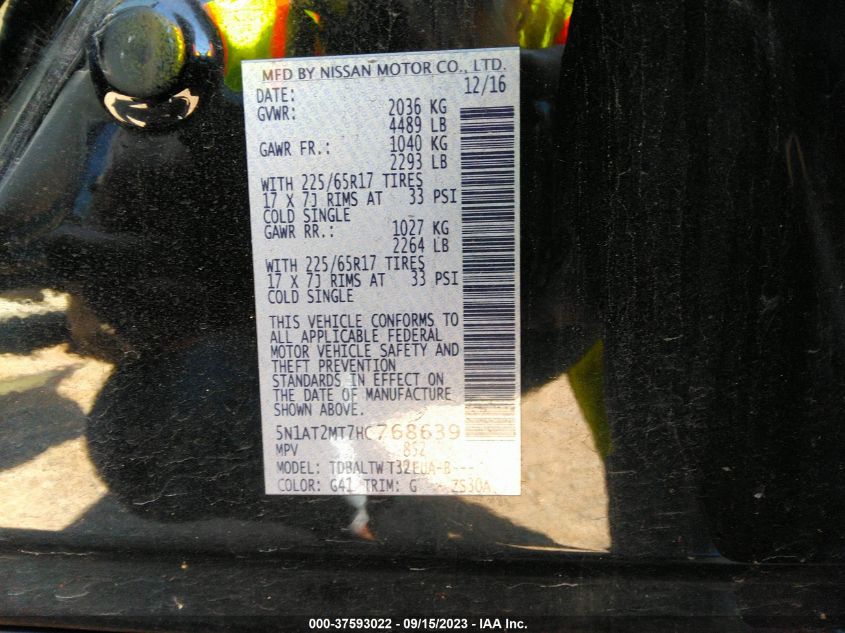 MFD BY NISSAN MOTOR CO., LTD.
DATE: 12/16
GVWR: 2036 KG
4489 LB
GAWR FR.: 1040 KG
2293 LB
WITH 225/65R17 TIRES
17 X 7J RIMS AT 33 PSI
COLD SINGLE
GAWR RR.: 1027 KG
2264 LB
WITH 225/65R17 TIRES
17 X 7J RIMS AT 33 PSI
COLD SINGLE
THIS VEHICLE CONFORMS TO
ALL APPLICABLE FEDERAL
MOTOR VEHICLE SAFETY AND
THEFT PREVENTION
STANDARDS IN EFFECT ON
THE DATE OF MANUFACTURE
SHOWN ABOVE.
5N1AT2MT7HC768639
MPV 852
MODEL: TDBALTW T32EUA-B---
COLOR: G41 TRIM: G ZS30A
000-37593022 - 09/15/2023 - IAA Inc.